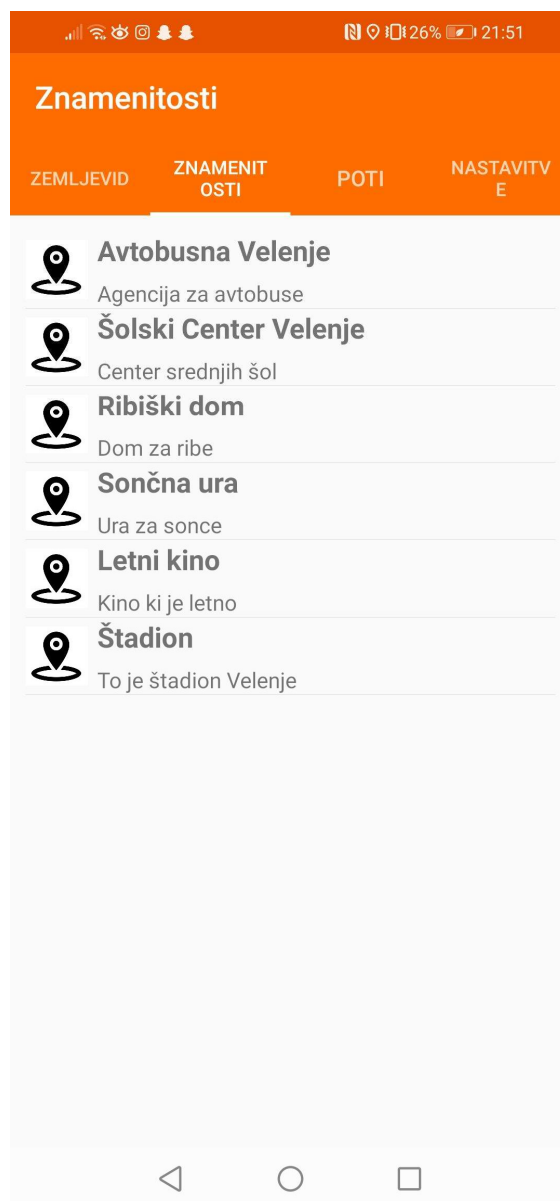 26% 21:51
Znamenitosti
ZEMLJEVID
ZNAMENIT
OSTI
POTI
NASTAVITV
E
Avtobusna Velenje
Agencija za avtobuse
Šolski Center Velenje
Center srednjih šol
Ribiški dom
Dom za ribe
Sončna ura
Ura za sonce
Letni kino
Kino ki je letno
Štadion
To je štadion Velenje